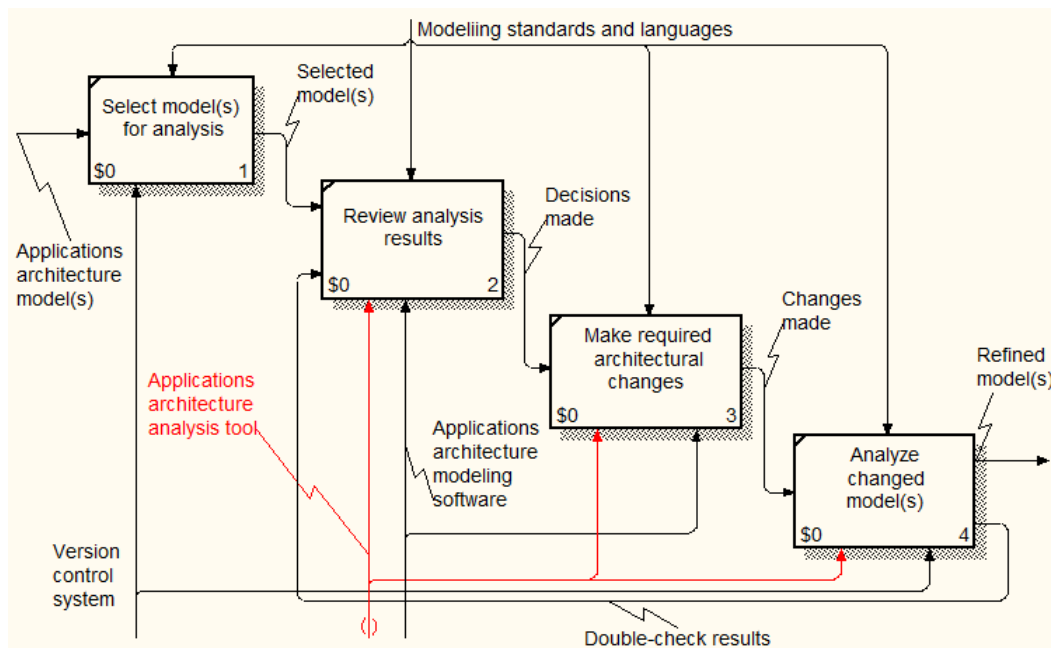 Modeliing standards and languages
Selected
model(s)
Select model(s)
for analysis
$0 1
Applications
architecture
model(s)
Review analysis
results
$0 2
Decisions
made
Changes
made
Make required
architectural
changes
$0 3
Refined
model(s)
Applications
architecture
analysis tool
Applications
architecture
modeling
software
Analyze
changed
model(s)
$0 4
Version
control
system
Double-check results